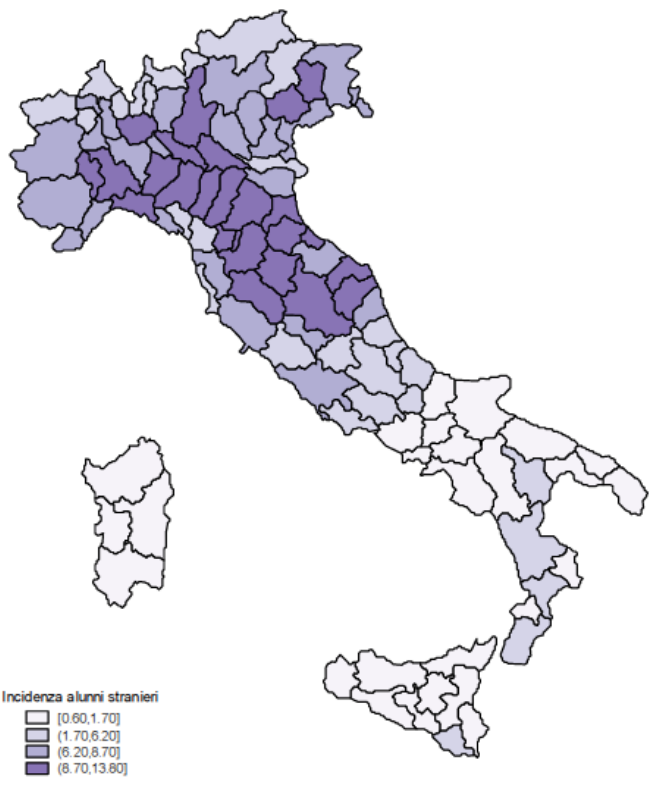 Incidenza alunni stranieri
[0.60,1.70]
(1.70,6.20]
(6.20,8.70]
(8.70,13.80]